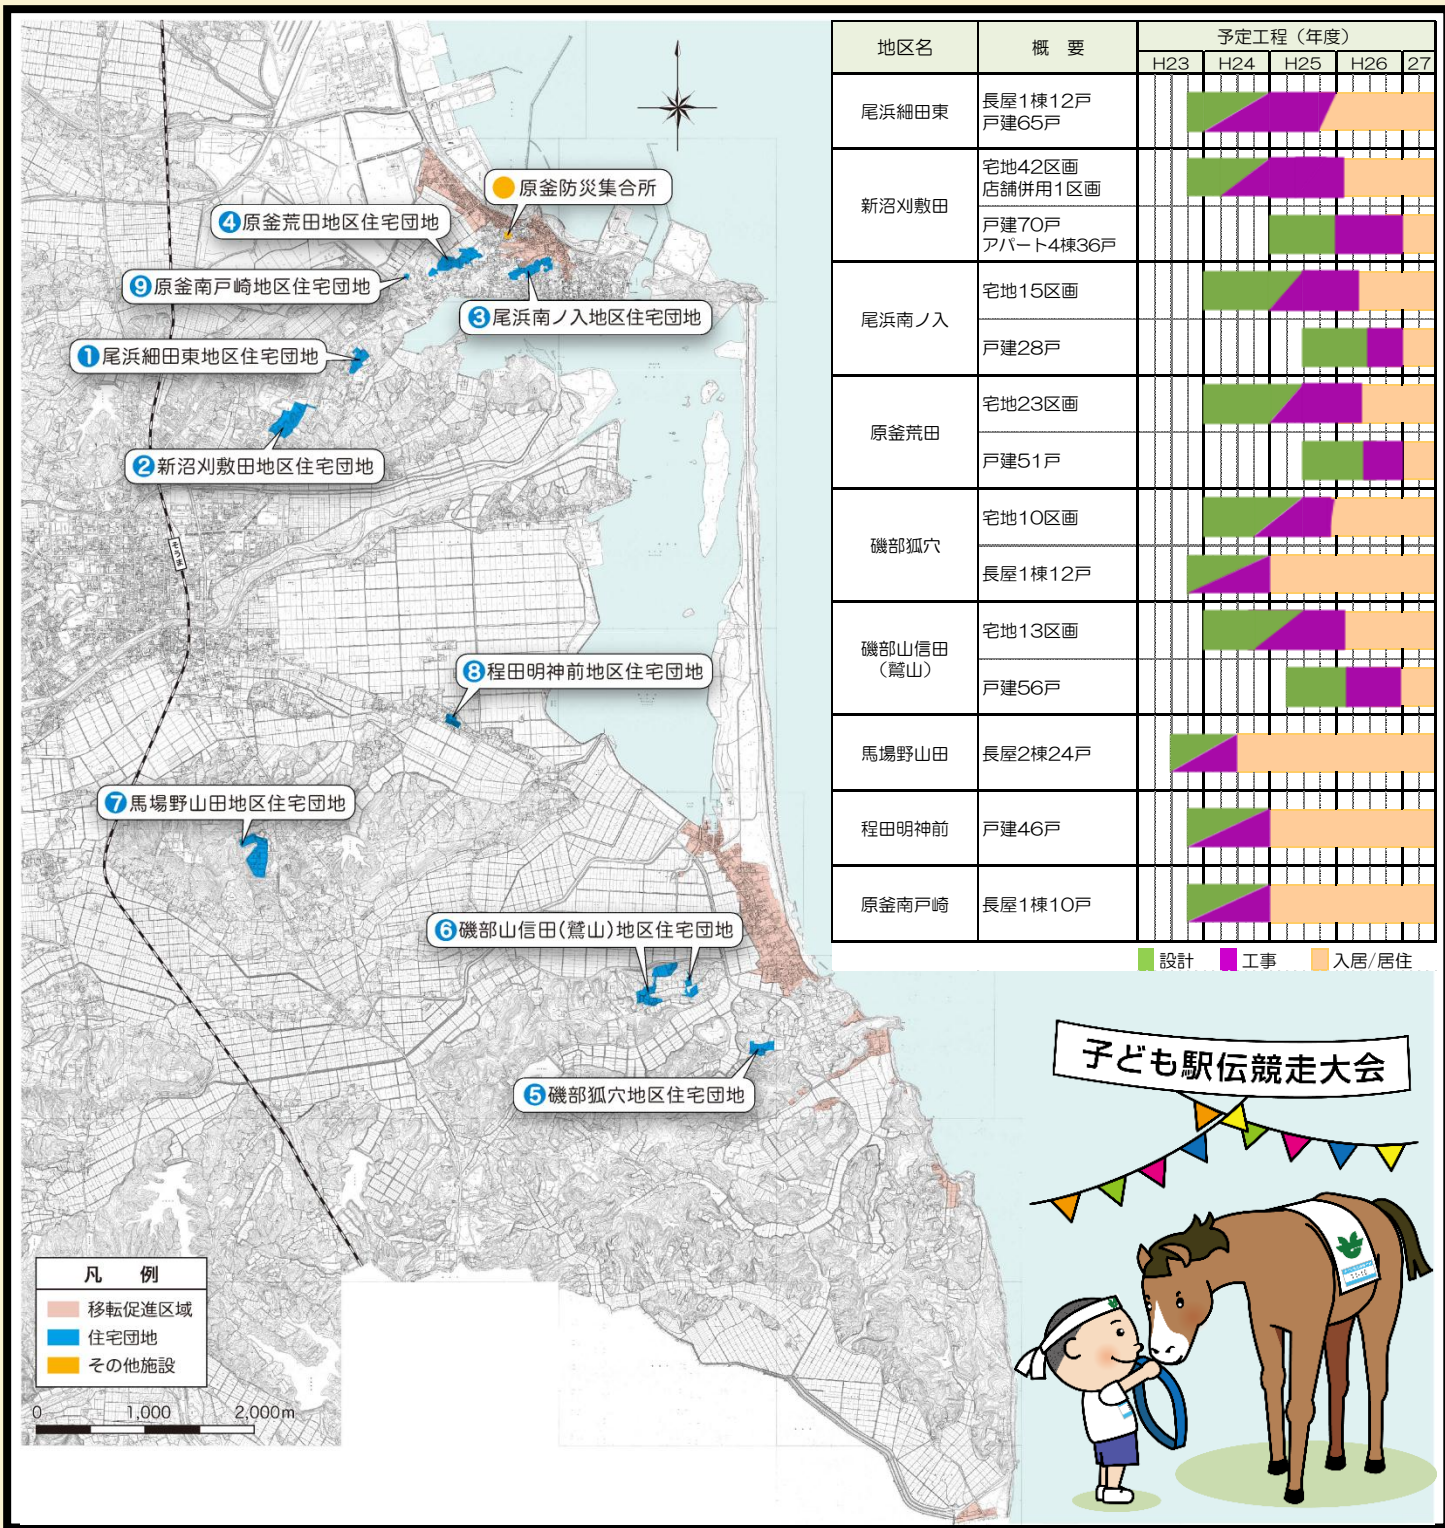 地区名
概　要
予定工程（年度）
H23
H24
H25
H26
27
尾浜細田東
長屋1棟12戸
戸建65戸
新沼刈敷田
宅地42区画
店舗併用1区画
戸建70戸
アパート4棟36戸
尾浜南ノ入
宅地15区画
戸建28戸
原釜荒田
宅地23区画
戸建51戸
磯部狐穴
宅地10区画
長屋1棟12戸
磯部山信田
（鷲山）
宅地13区画
戸建56戸
馬場野山田
長屋2棟24戸
程田明神前
戸建46戸
原釜南戸崎
長屋1棟10戸
設計
工事
入居/居住
原釜防災集合所
4原釜荒田地区住宅団地
9原釜南戸崎地区住宅団地
3尾浜南ノ入地区住宅団地
1尾浜細田東地区住宅団地
2新沼刈敷田地区住宅団地
そうま
8程田明神前地区住宅団地
7馬場野山田地区住宅団地
6磯部山信田(鷲山)地区住宅団地
5磯部狐穴地区住宅団地
凡　例
移転促進区域
住宅団地
その他施設
0
1,000
2,000m
子ども駅伝競走大会